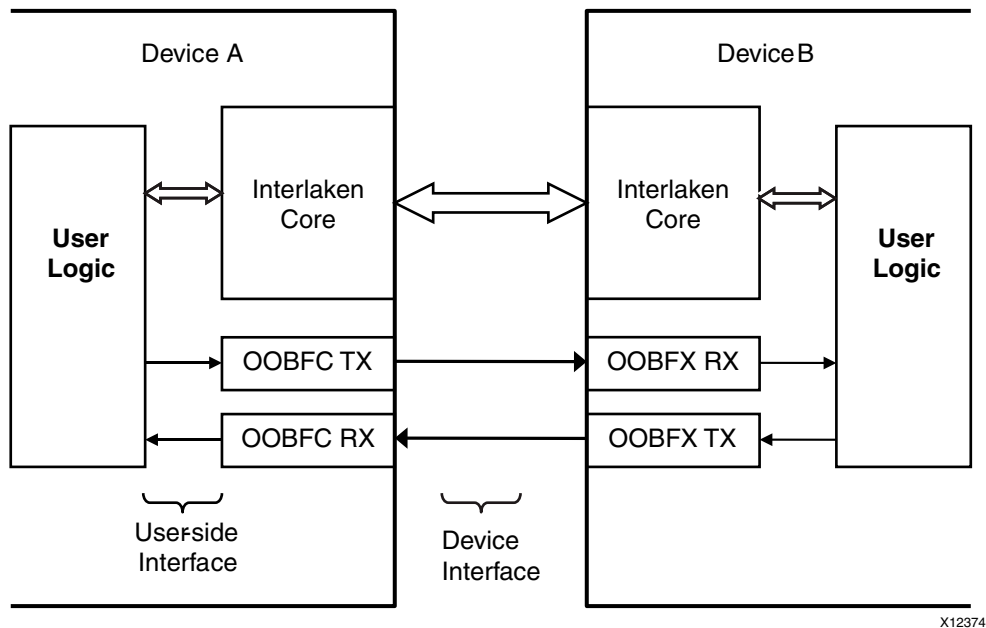 Device A
Device B
Interlaken
Core
Interlaken
Core
User
Logic
User
Logic
OOBFC TX
OOBFX RX
OOBFC RX
OOBFX TX
User-side
Interface
Device
Interface
X12374